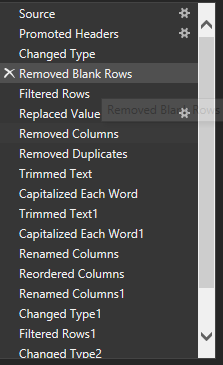 Source
Promoted Headers
Changed Type
Removed Blank Rows
Filtered Rows
Replaced Value
Removed Blank Rows
Removed Columns
Removed Duplicates
Trimmed Text
Capitalized Each Word
Trimmed Text1
Capitalized Each Word1
Renamed Columns
Reordered Columns
Renamed Columns1
Changed Type1
Filtered Rows1
Changed Type2